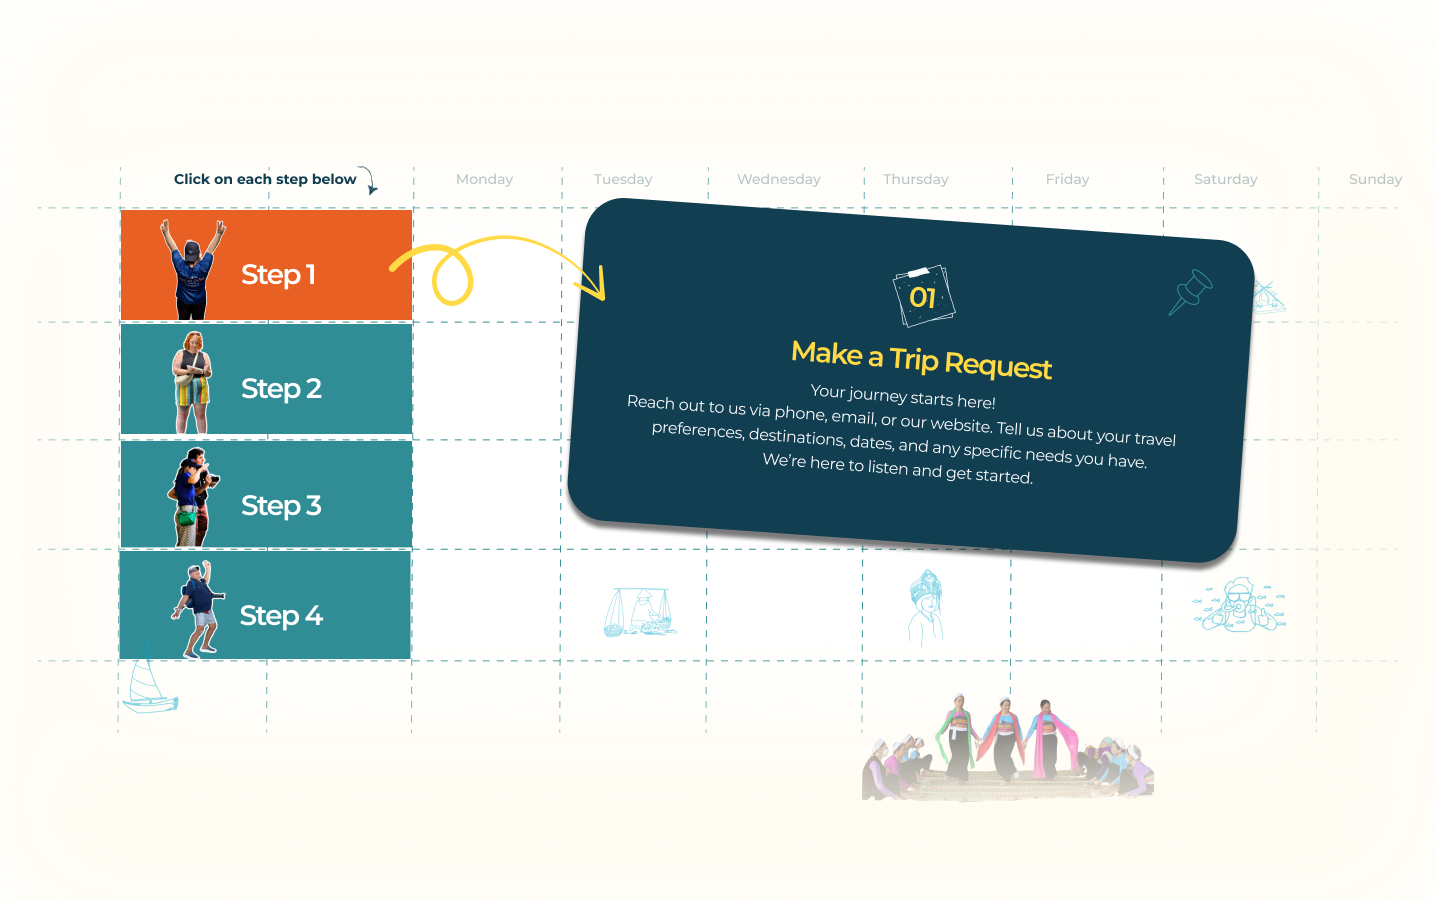 Click on each step below
Monday
Tuesday
Wednesday
Thursday
Friday
Saturday
Sunday
Step 1
Step 2
Step 3
Step 4
01
Make a Trip Request
Your journey starts here!
Reach out to us via phone, email, or our website. Tell us about your travel
preferences, destinations, dates, and any specific needs you have.
We’re here to listen and get started.